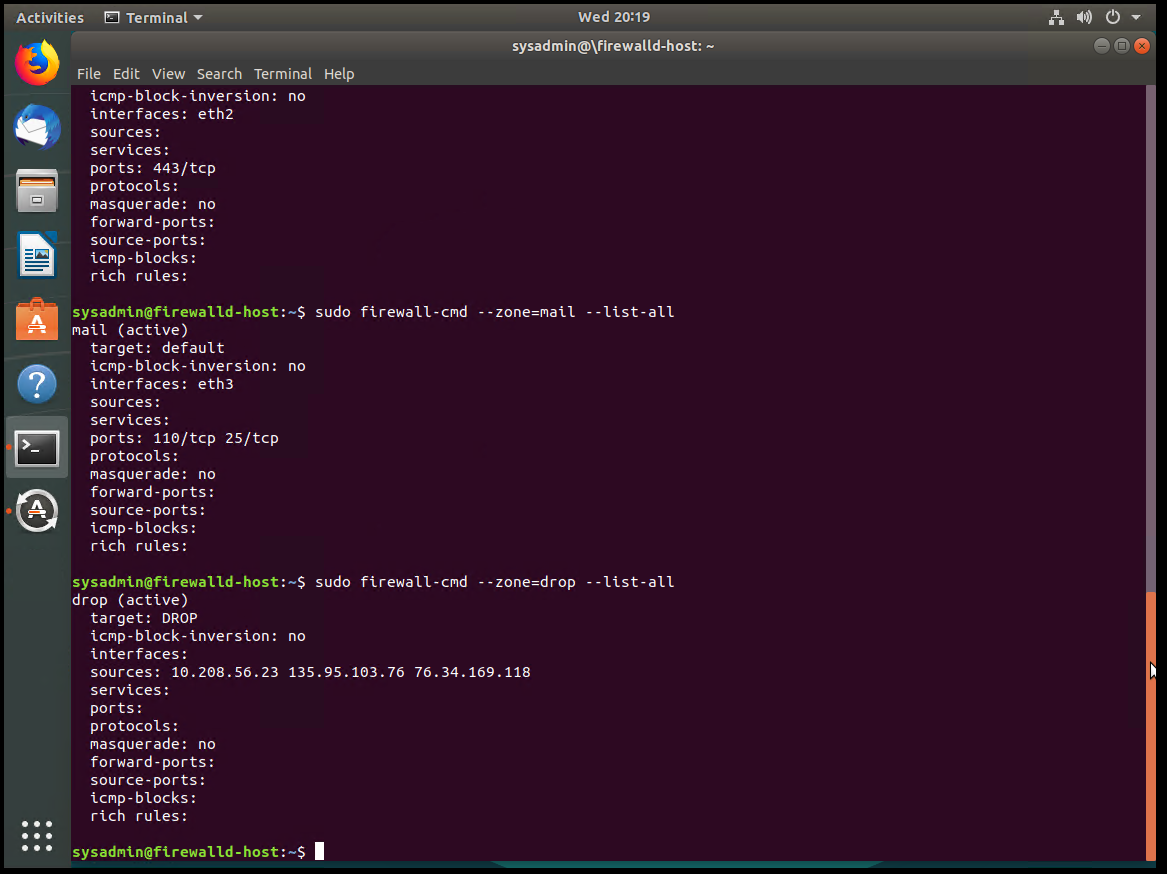 Activities Terminal Wed 20:19
sysadmin@\firewalld-host: ~
File Edit View Search Terminal Help
icmp-block-inversion: no
interfaces: eth2
sources:
services:
ports: 443/tcp
protocols:
masquerade: no
forward-ports:
source-ports:
icmp-blocks:
rich rules:
sysadmin@firewalld-host:~$ sudo firewall-cmd --zone=mail --list-all
mail (active)
target: default
icmp-block-inversion: no
interfaces: eth3
sources:
services:
ports: 110/tcp 25/tcp
protocols:
masquerade: no
forward-ports:
source-ports:
icmp-blocks:
rich rules:
sysadmin@firewalld-host:~$ sudo firewall-cmd --zone=drop --list-all
drop (active)
target: DROP
icmp-block-inversion: no
interfaces:
sources: 10.208.56.23 135.95.103.76 76.34.169.118
services:
ports:
protocols:
masquerade: no
forward-ports:
source-ports:
icmp-blocks:
rich rules:
sysadmin@firewalld-host:~$